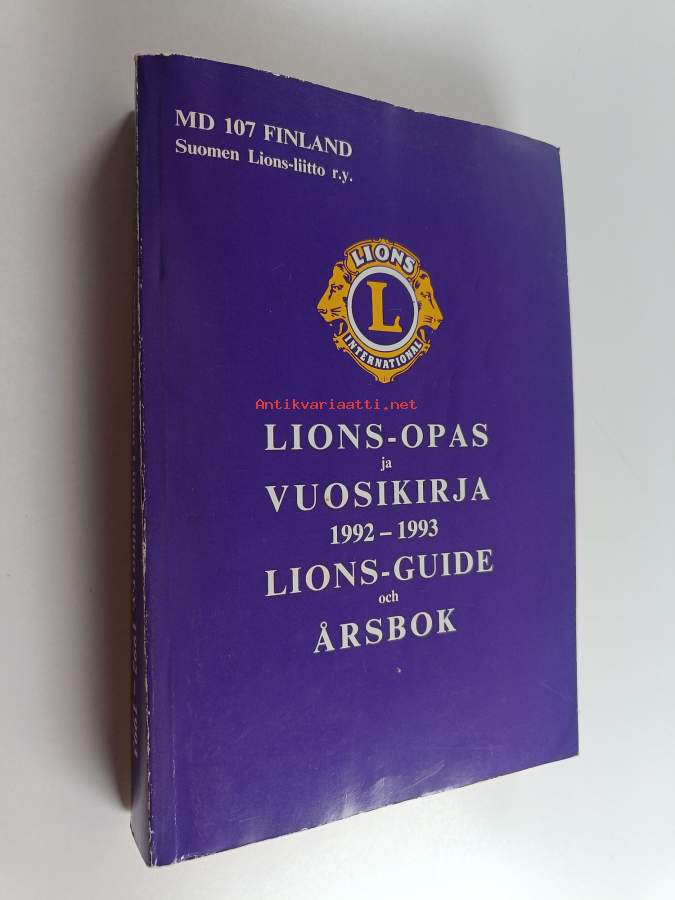 MD 107 FINLAND
Suomen Lions-liitto r.y.
LIONS
L
INTERNATIONAL
Antikvariaatti.net
LIONS-OPAS
ja
VUOSIKIRJA
1992 – 1993
LIONS-GUIDE
och
ÅRSBOK